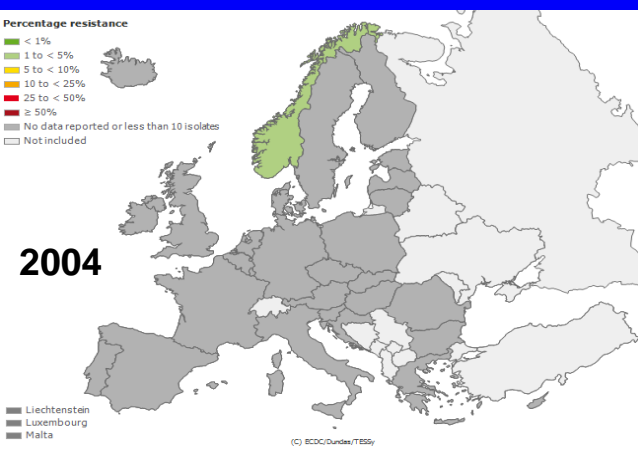 Percentage resistance
< 1%
1 to < 5%
5 to < 10%
10 to < 25%
25 to < 50%
≥ 50%
No data reported or less than 10 isolates
Not included
2004
Liechtenstein
Luxembourg
Malta
(C) ECDC/Dundas/TESSy